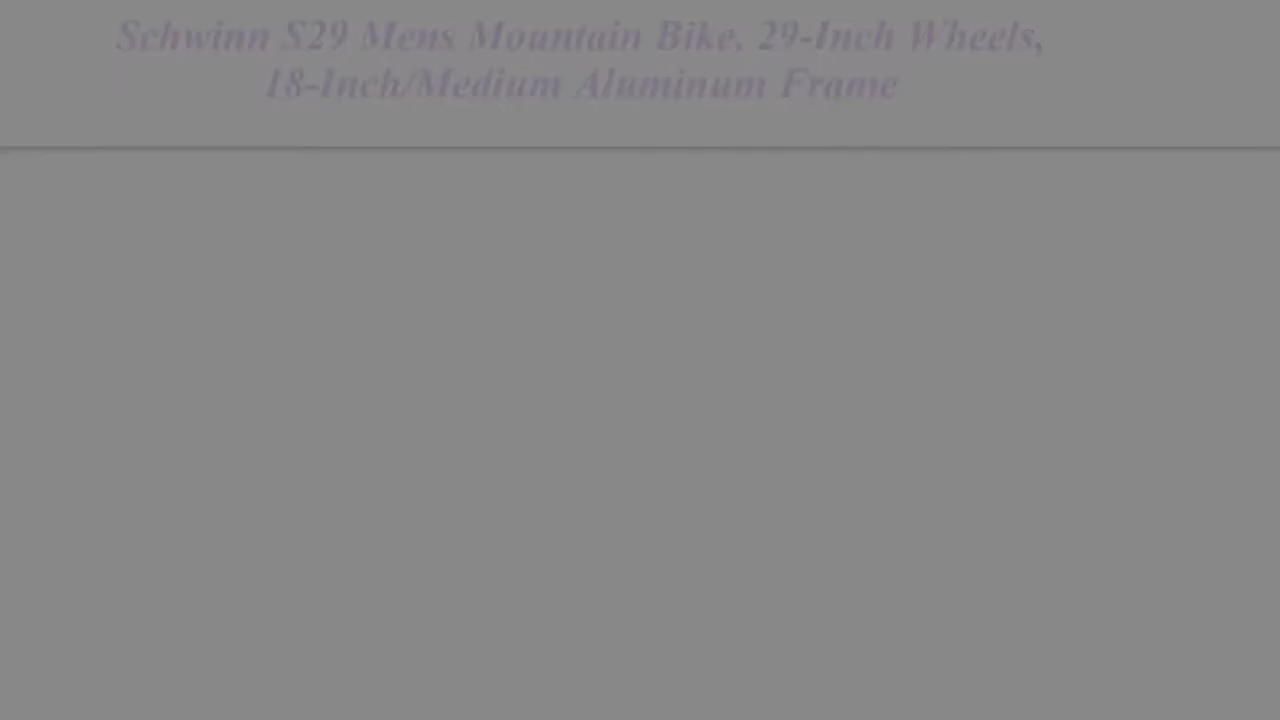 Schwinn S29 Mens Mountain Bike, 29-Inch Wheels,
18-Inch/Medium Aluminum Frame